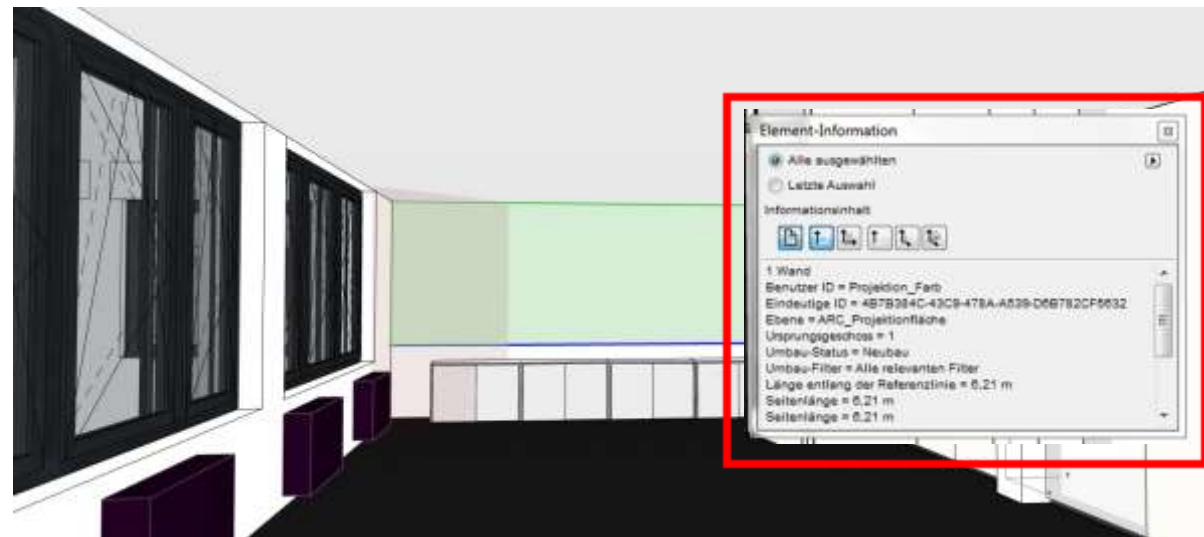 Element-Information
Alle ausgewählten
Letzte Auswahl
Informationsinhalt
1 Wand
Benutzer ID = Projektion_Farb
Eindeutige ID = 4B7B384C-43C9-478A-A539-D6B782CF6632
Ebene = ARC_Projektionfläche
Ursprungsgeschoss = 1
Umbau-Status = Neubau
Umbau-Filter = Alle relevanten Filter
Länge entlang der Referenzlinie = 6,21 m
Seitenlänge = 6,21 m
Seitenlänge = 6,21 m